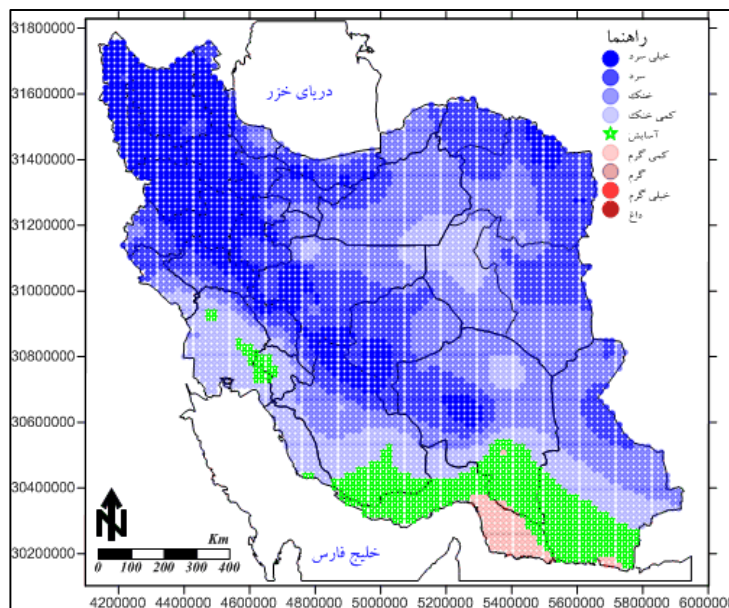 راهنما
خیلی سرد
سرد
خنک
کمی خنک
آسایش
کمی گرم
گرم
خیلی گرم
داغ
دریای خزر
خلیج فارس
N
Km
0 100 200 300 400
31800000
31600000
31400000
31200000
31000000
30800000
30600000
30400000
30200000
4200000 4400000 4600000 4800000 5000000 5200000 5400000 5600000 5800000 6000000